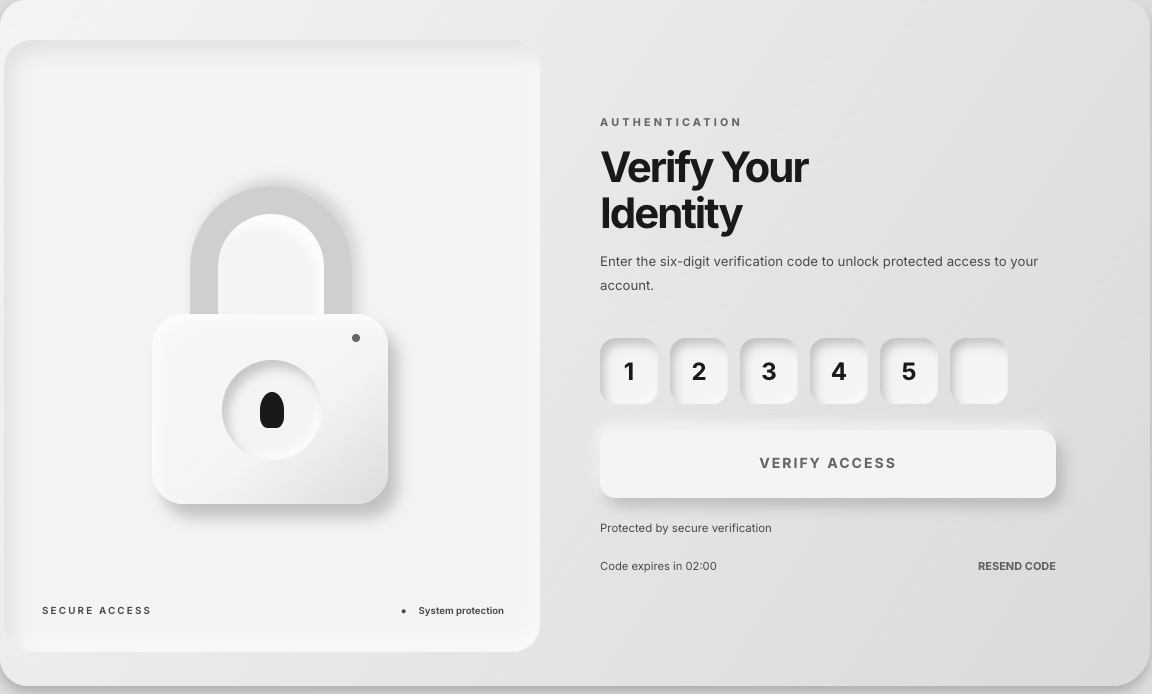 AUTHENTICATION
Verify Your
Identity
Enter the six-digit verification code to unlock protected access to your
account.
1 2 3 4 5
VERIFY ACCESS
Protected by secure verification
Code expires in 02:00 RESEND CODE
SECURE ACCESS • System protection